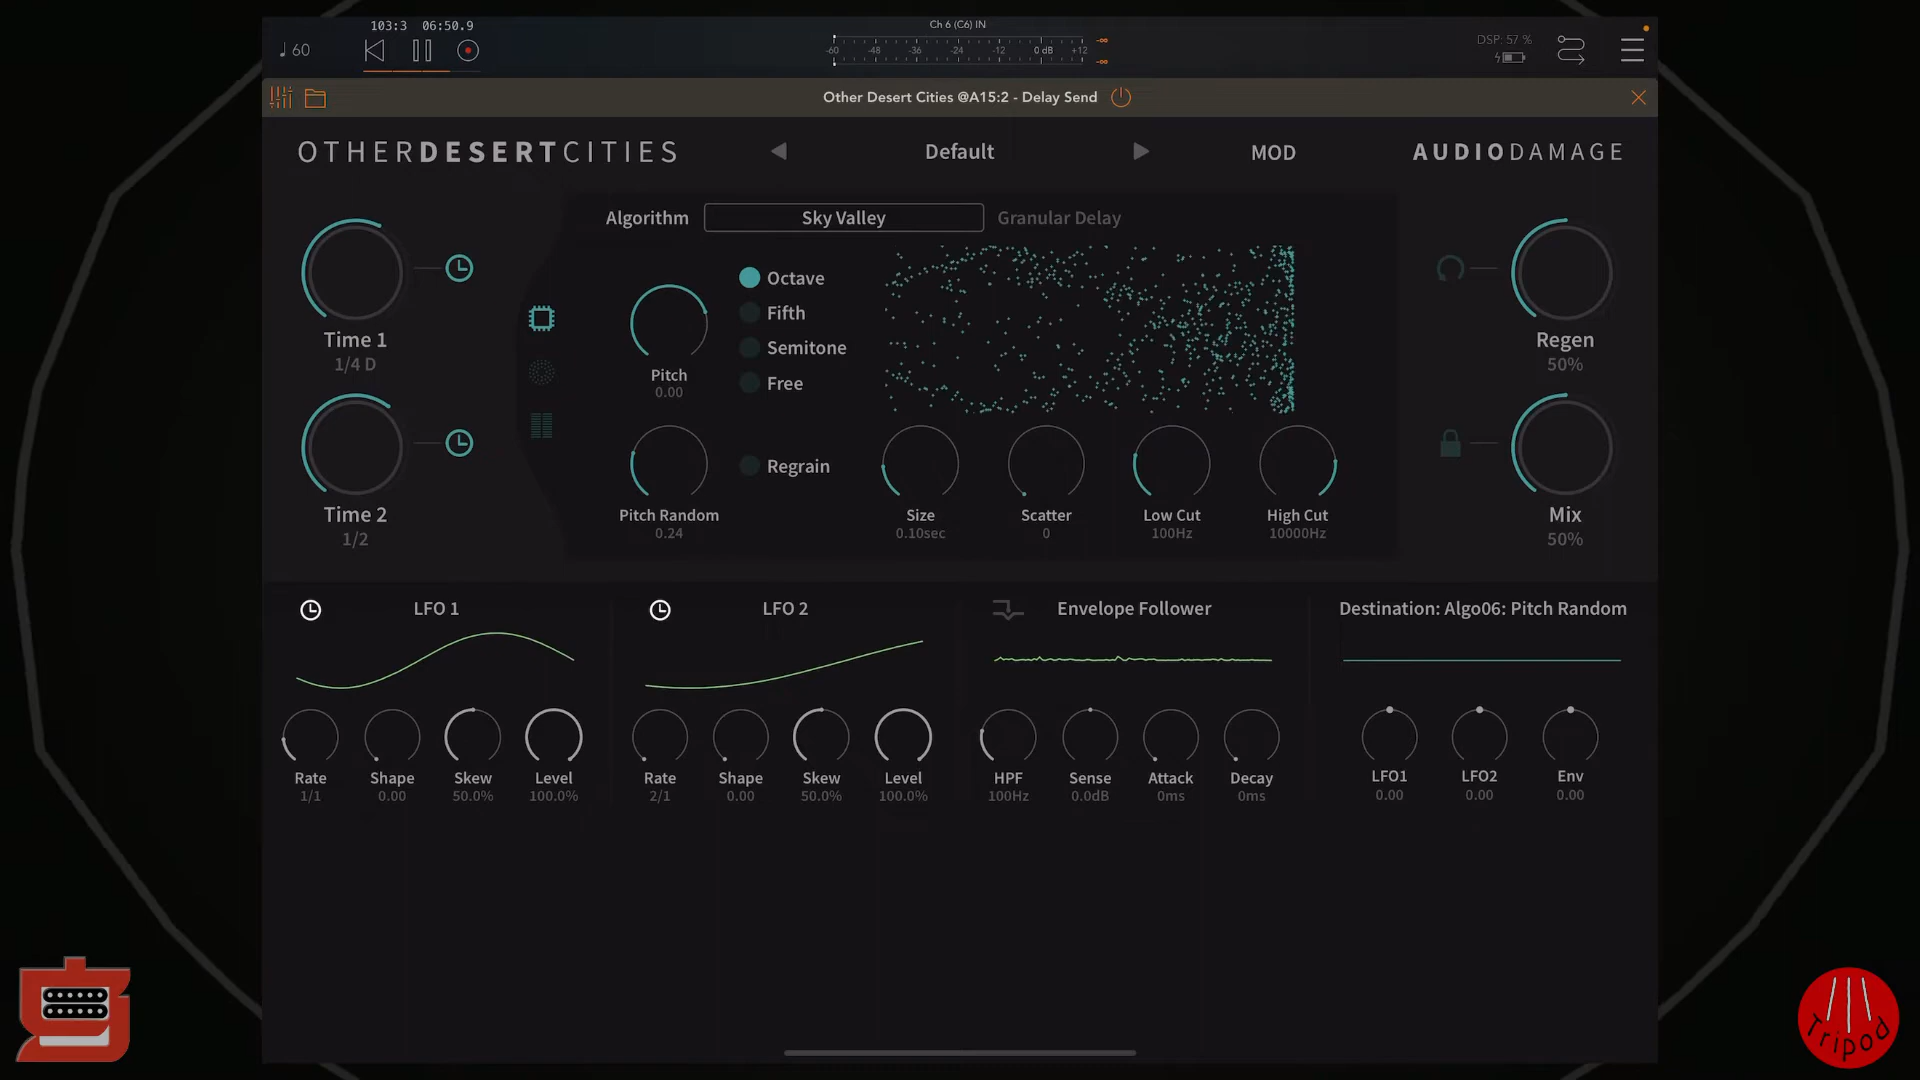 103:3 06:50.9
Ch 6 (C6) IN
♩ 60
-60 -48 -36 -24 -12 0 dB +12
-∞
-∞
DSP: 57 %
Other Desert Cities @A15:2 - Delay Send
OTHERDESERTCITIES
Default
MOD
AUDIODAMAGE
Algorithm
Sky Valley
Granular Delay
Time 1
1/4 D
Time 2
1/2
Pitch
0.00
Octave
Fifth
Semitone
Free
Pitch Random
0.24
Regrain
Size
0.10sec
Scatter
0
Low Cut
100Hz
High Cut
10000Hz
Regen
50%
Mix
50%
LFO 1
LFO 2
Envelope Follower
Destination: Algo06: Pitch Random
Rate
1/1
Shape
0.00
Skew
50.0%
Level
100.0%
Rate
2/1
Shape
0.00
Skew
50.0%
Level
100.0%
HPF
100Hz
Sense
0.0dB
Attack
0ms
Decay
0ms
LFO1
0.00
LFO2
0.00
Env
0.00
Tripod